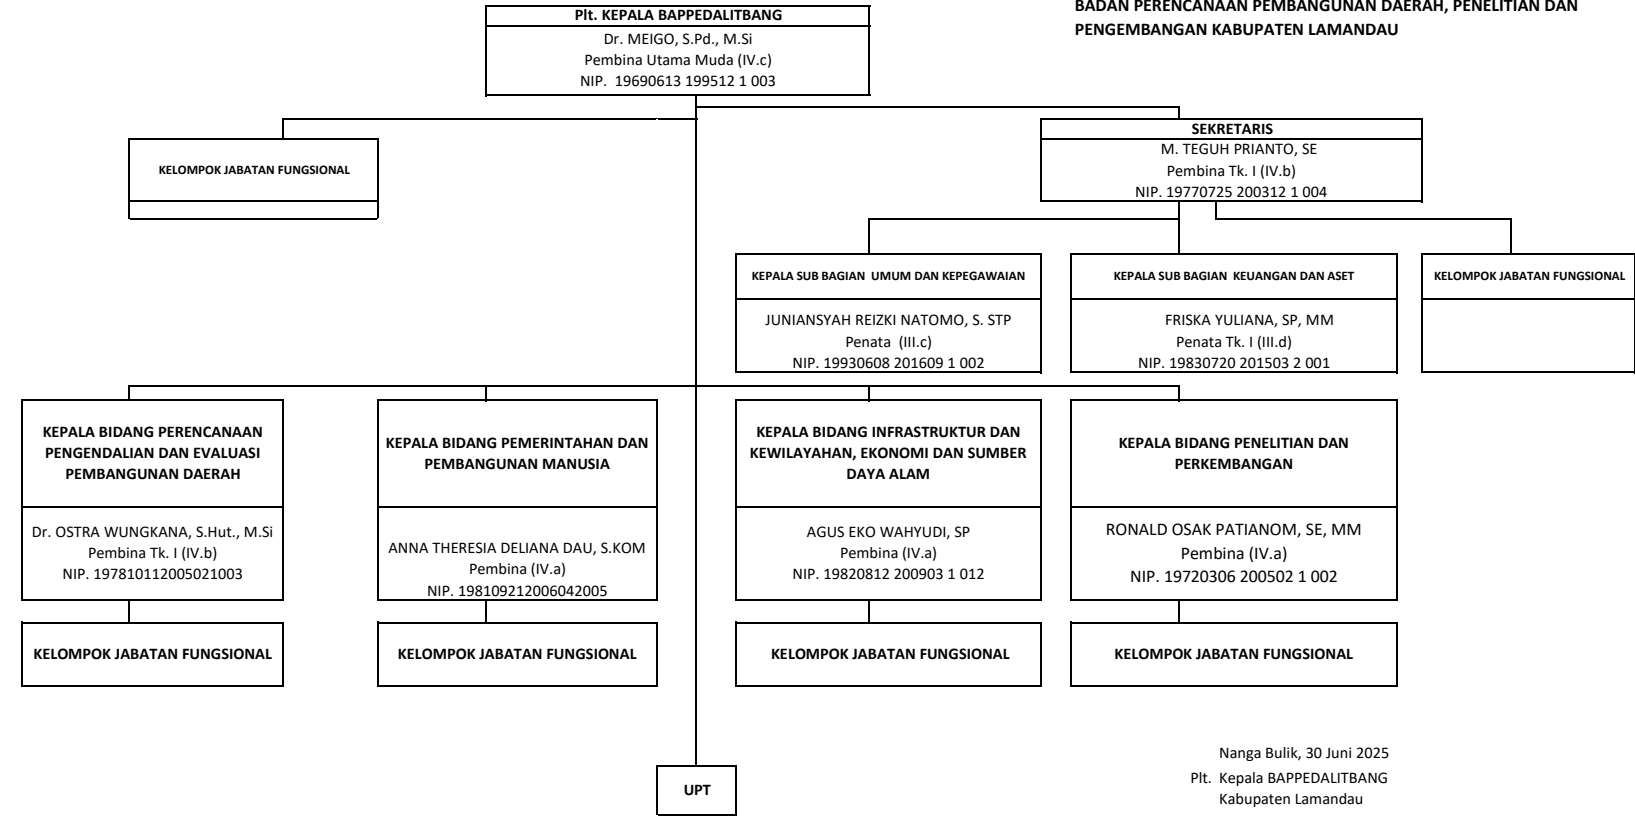 BADAN PERENCANAAN PEMBANGUNAN DAERAH, PENELITIAN DAN
PENGEMBANGAN KABUPATEN LAMANDAU
Plt. KEPALA BAPPEDALITBANG
Dr. MEIGO, S.Pd., M.Si
Pembina Utama Muda (IV.c)
NIP.  19690613 199512 1 003
KELOMPOK JABATAN FUNGSIONAL
SEKRETARIS
M. TEGUH PRIANTO, SE
Pembina Tk. I (IV.b)
NIP. 19770725 200312 1 004
KEPALA SUB BAGIAN  UMUM DAN KEPEGAWAIAN
JUNIANSYAH REIZKI NATOMO, S. STP
Penata  (III.c)
NIP. 19930608 201609 1 002
KEPALA SUB BAGIAN  KEUANGAN DAN ASET
FRISKA YULIANA, SP, MM
Penata Tk. I (III.d)
NIP. 19830720 201503 2 001
KELOMPOK JABATAN FUNGSIONAL
KEPALA BIDANG PERENCANAAN
PENGENDALIAN DAN EVALUASI
PEMBANGUNAN DAERAH
Dr. OSTRA WUNGKANA, S.Hut., M.Si
Pembina Tk. I (IV.b)
NIP. 197810112005021003
KELOMPOK JABATAN FUNGSIONAL
KEPALA BIDANG PEMERINTAHAN DAN
PEMBANGUNAN MANUSIA
ANNA THERESIA DELIANA DAU, S.KOM
Pembina (IV.a)
NIP. 198109212006042005
KELOMPOK JABATAN FUNGSIONAL
KEPALA BIDANG INFRASTRUKTUR DAN
KEWILAYAHAN, EKONOMI DAN SUMBER
DAYA ALAM
AGUS EKO WAHYUDI, SP
Pembina (IV.a)
NIP. 19820812 200903 1 012
KELOMPOK JABATAN FUNGSIONAL
KEPALA BIDANG PENELITIAN DAN
PERKEMBANGAN
RONALD OSAK PATIANOM, SE, MM
Pembina (IV.a)
NIP. 19720306 200502 1 002
KELOMPOK JABATAN FUNGSIONAL
UPT
Nanga Bulik, 30 Juni 2025
Plt.  Kepala BAPPEDALITBANG
Kabupaten Lamandau